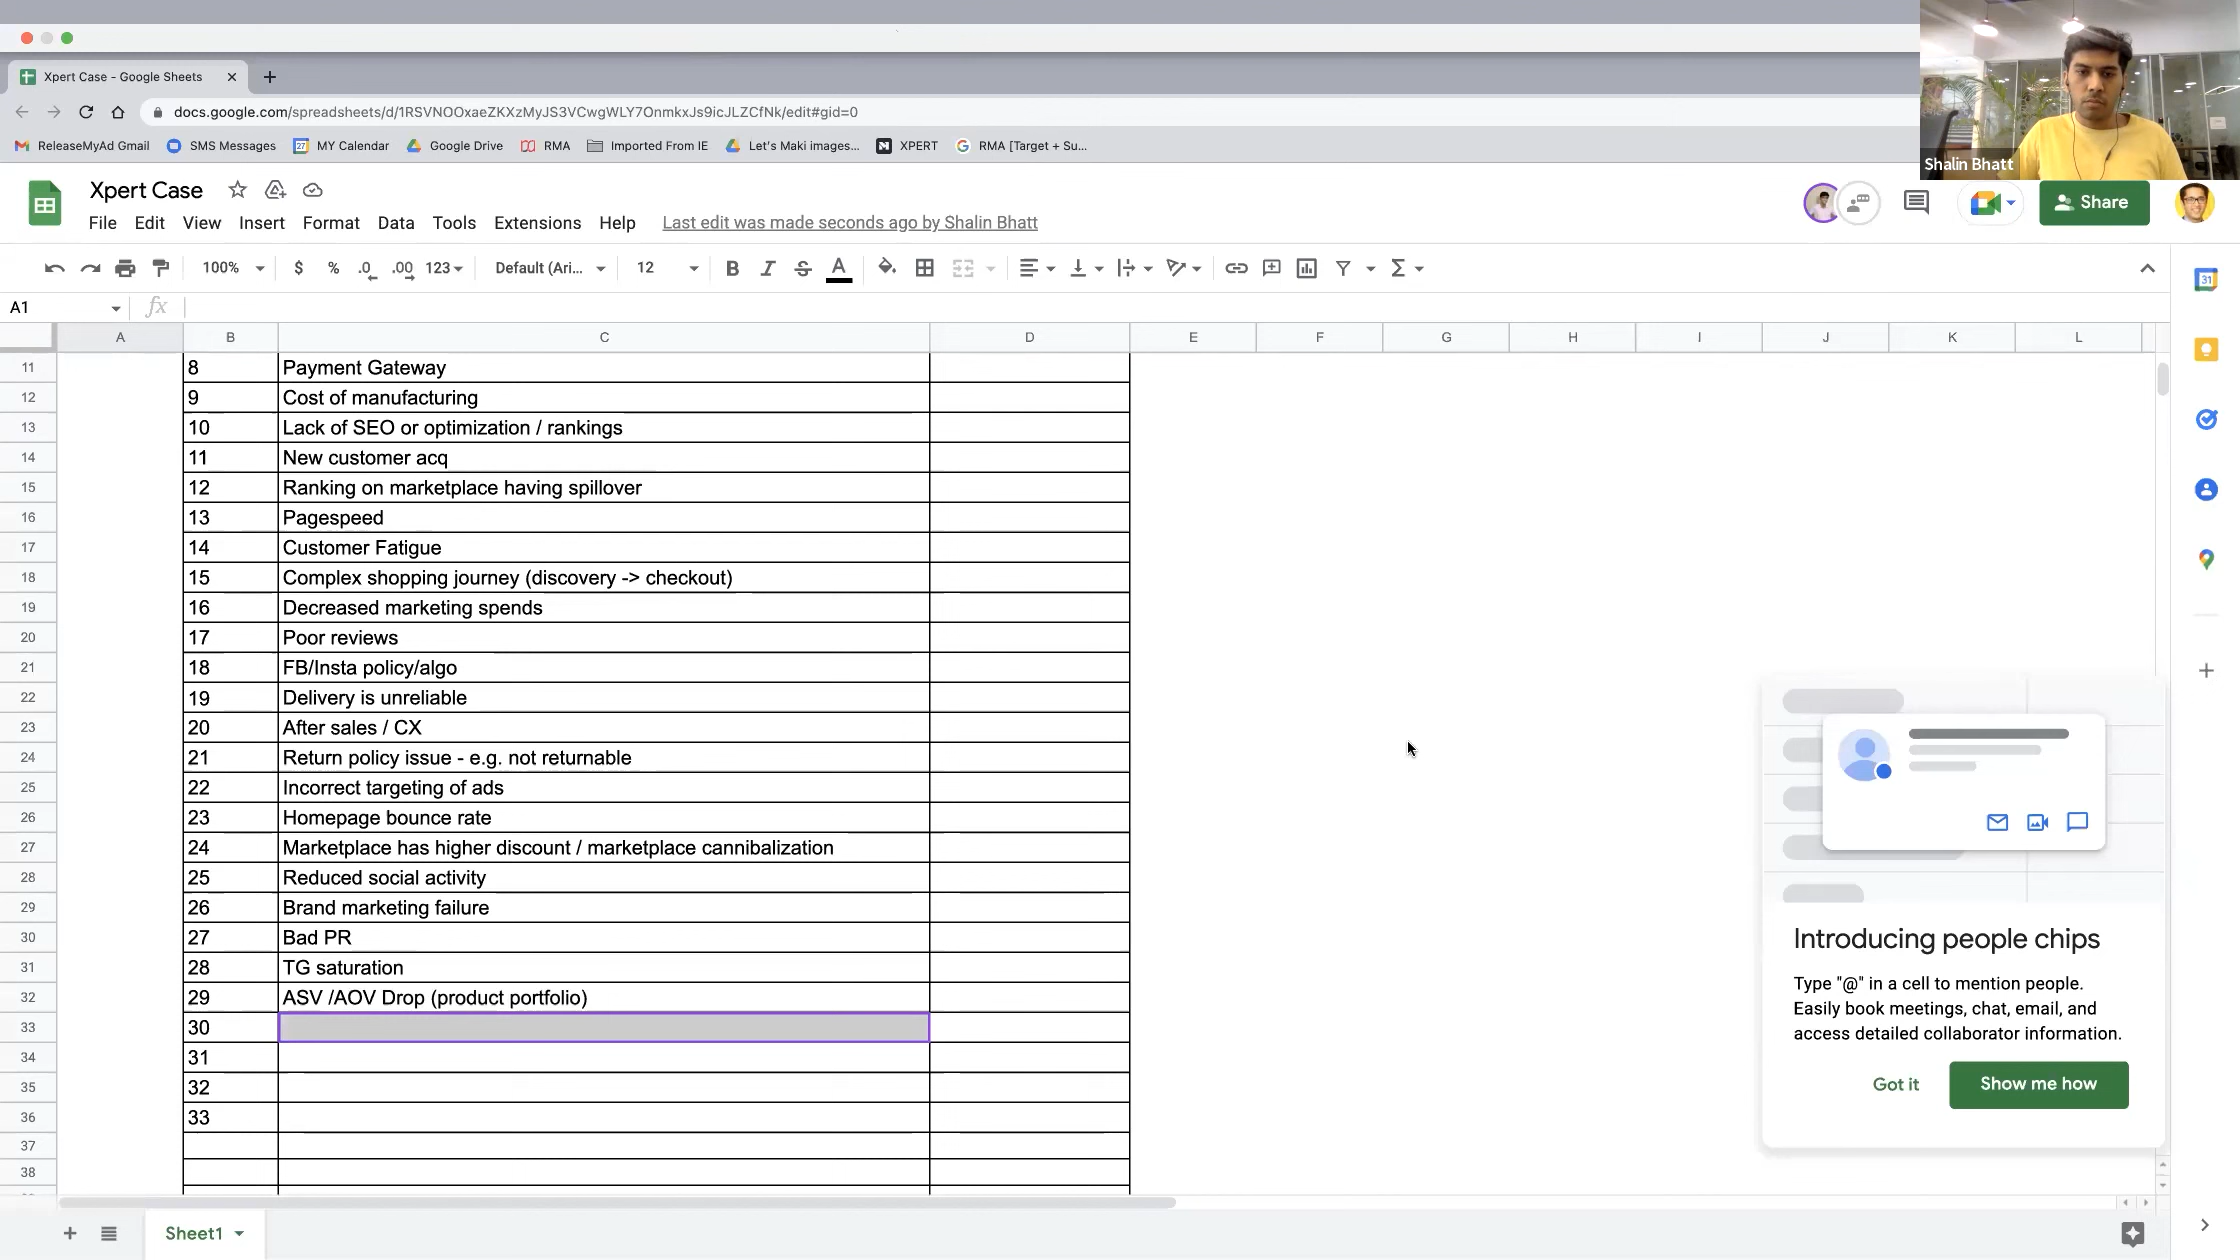 Xpert Case - Google Sheets
docs.google.com/spreadsheets/d/1RSVNOOxaeZKXzMyJS3VCwgWLY7OnmkxJs9icJLZCfNk/edit#gid=0
ReleaseMyAd Gmail SMS Messages MY Calendar Google Drive RMA Imported From IE Let's Maki images... XPERT RMA [Target + Su...
Shalin Bhatt
Xpert Case
Share
File Edit View Insert Format Data Tools Extensions Help Last edit was made seconds ago by Shalin Bhatt
100% $ % .0 .00 123 Default (Ari... 12 B I S A Σ
31
A1 fx
A B C D E F G H I J K L
11 8 Payment Gateway
12 9 Cost of manufacturing
13 10 Lack of SEO or optimization / rankings
14 11 New customer acq
15 12 Ranking on marketplace having spillover
16 13 Pagespeed
17 14 Customer Fatigue
18 15 Complex shopping journey (discovery -> checkout)
19 16 Decreased marketing spends
20 17 Poor reviews
21 18 FB/Insta policy/algo
22 19 Delivery is unreliable
23 20 After sales / CX
24 21 Return policy issue - e.g. not returnable
25 22 Incorrect targeting of ads
26 23 Homepage bounce rate
27 24 Marketplace has higher discount / marketplace cannibalization
28 25 Reduced social activity
29 26 Brand marketing failure
30 27 Bad PR
31 28 TG saturation
32 29 ASV /AOV Drop (product portfolio)
33 30
34 31
35 32
36 33
37
38
Introducing people chips
Type "@" in a cell to mention people.
Easily book meetings, chat, email, and
access detailed collaborator information.
Got it Show me how
Sheet1